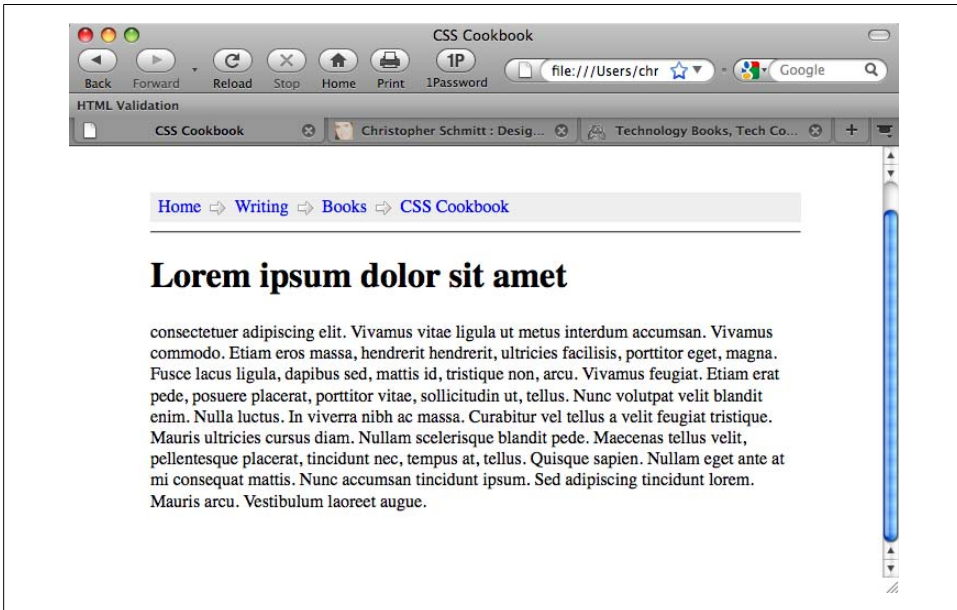 CSS Cookbook
1P
file:///Users/chr
Google
Back Forward Reload Stop Home Print 1Password
HTML Validation
CSS Cookbook Christopher Schmitt : Desig... Technology Books, Tech Co...
Home Writing Books CSS Cookbook
Lorem ipsum dolor sit amet
consectetuer adipiscing elit. Vivamus vitae ligula ut metus interdum accumsan. Vivamus
commodo. Etiam eros massa, hendrerit hendrerit, ultricies facilisis, porttitor eget, magna.
Fusce lacus ligula, dapibus sed, mattis id, tristique non, arcu. Vivamus feugiat. Etiam erat
pede, posuere placerat, porttitor vitae, sollicitudin ut, tellus. Nunc volutpat velit blandit
enim. Nulla luctus. In viverra nibh ac massa. Curabitur vel tellus a velit feugiat tristique.
Mauris ultricies cursus diam. Nullam scelerisque blandit pede. Maecenas tellus velit,
pellentesque placerat, tincidunt nec, tempus at, tellus. Quisque sapien. Nullam eget ante at
mi consequat mattis. Nunc accumsan tincidunt ipsum. Sed adipiscing tincidunt lorem.
Mauris arcu. Vestibulum laoreet augue.